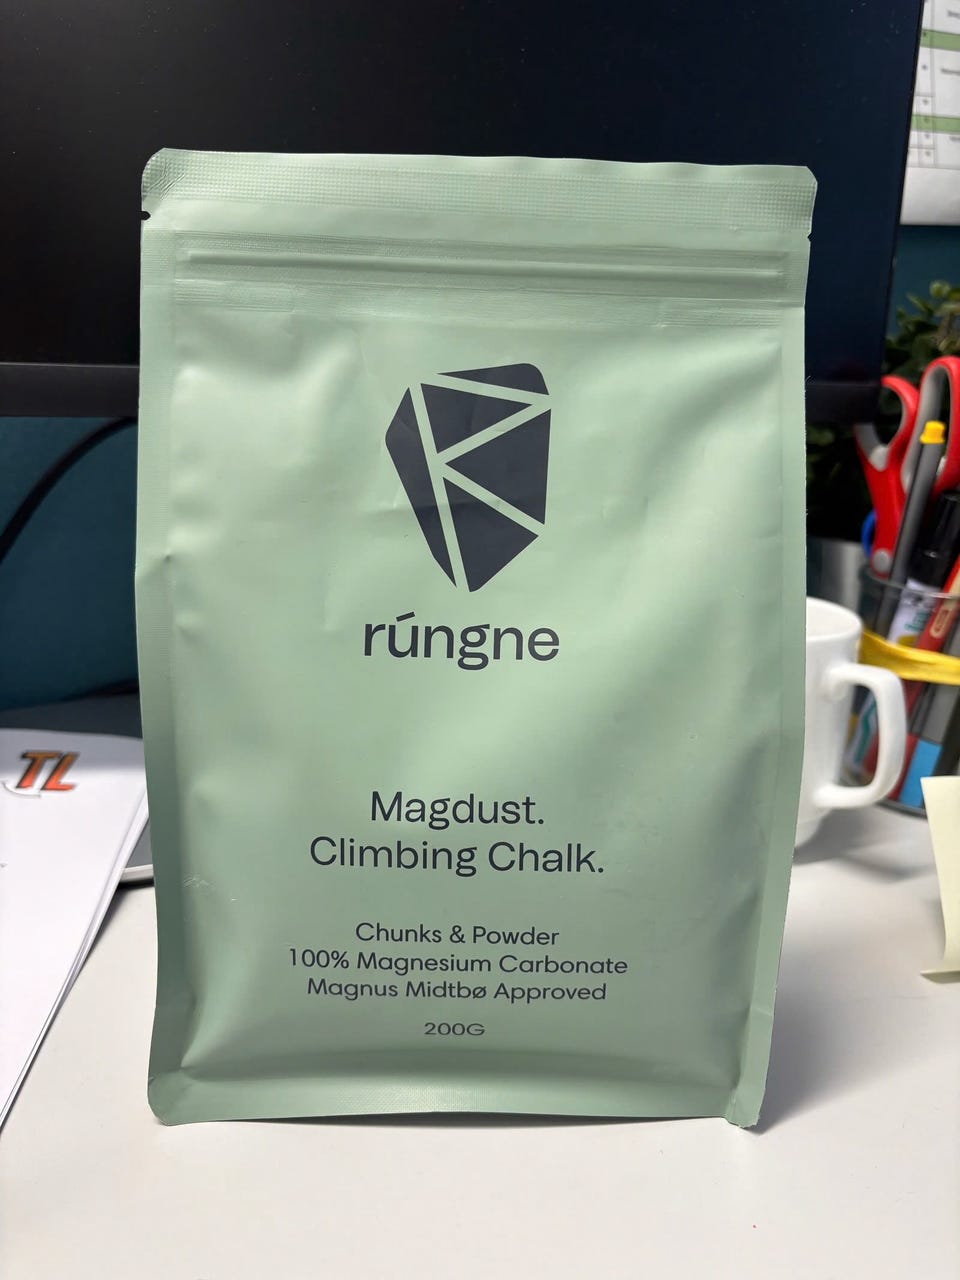 rúngne
Magdust.
Climbing Chalk.
Chunks & Powder
100% Magnesium Carbonate
Magnus Midtbø Approved
200G
TL